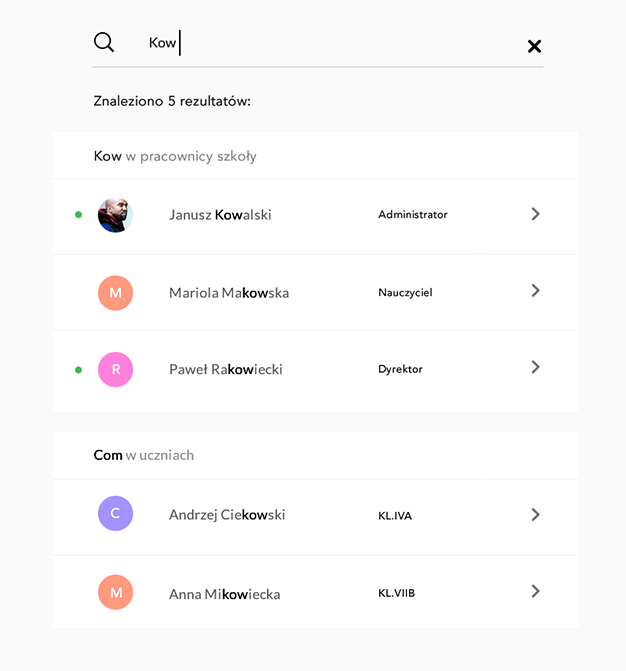 Kow
Znaleziono 5 rezultatów:
Kow w pracownicy szkoły
Janusz Kowalski Administrator
M Mariola Makowska Nauczyciel
R Paweł Rakowiecki Dyrektor
Com w uczniach
C Andrzej Ciekowski KL.IVA
M Anna Mikowiecka KL.VIIB